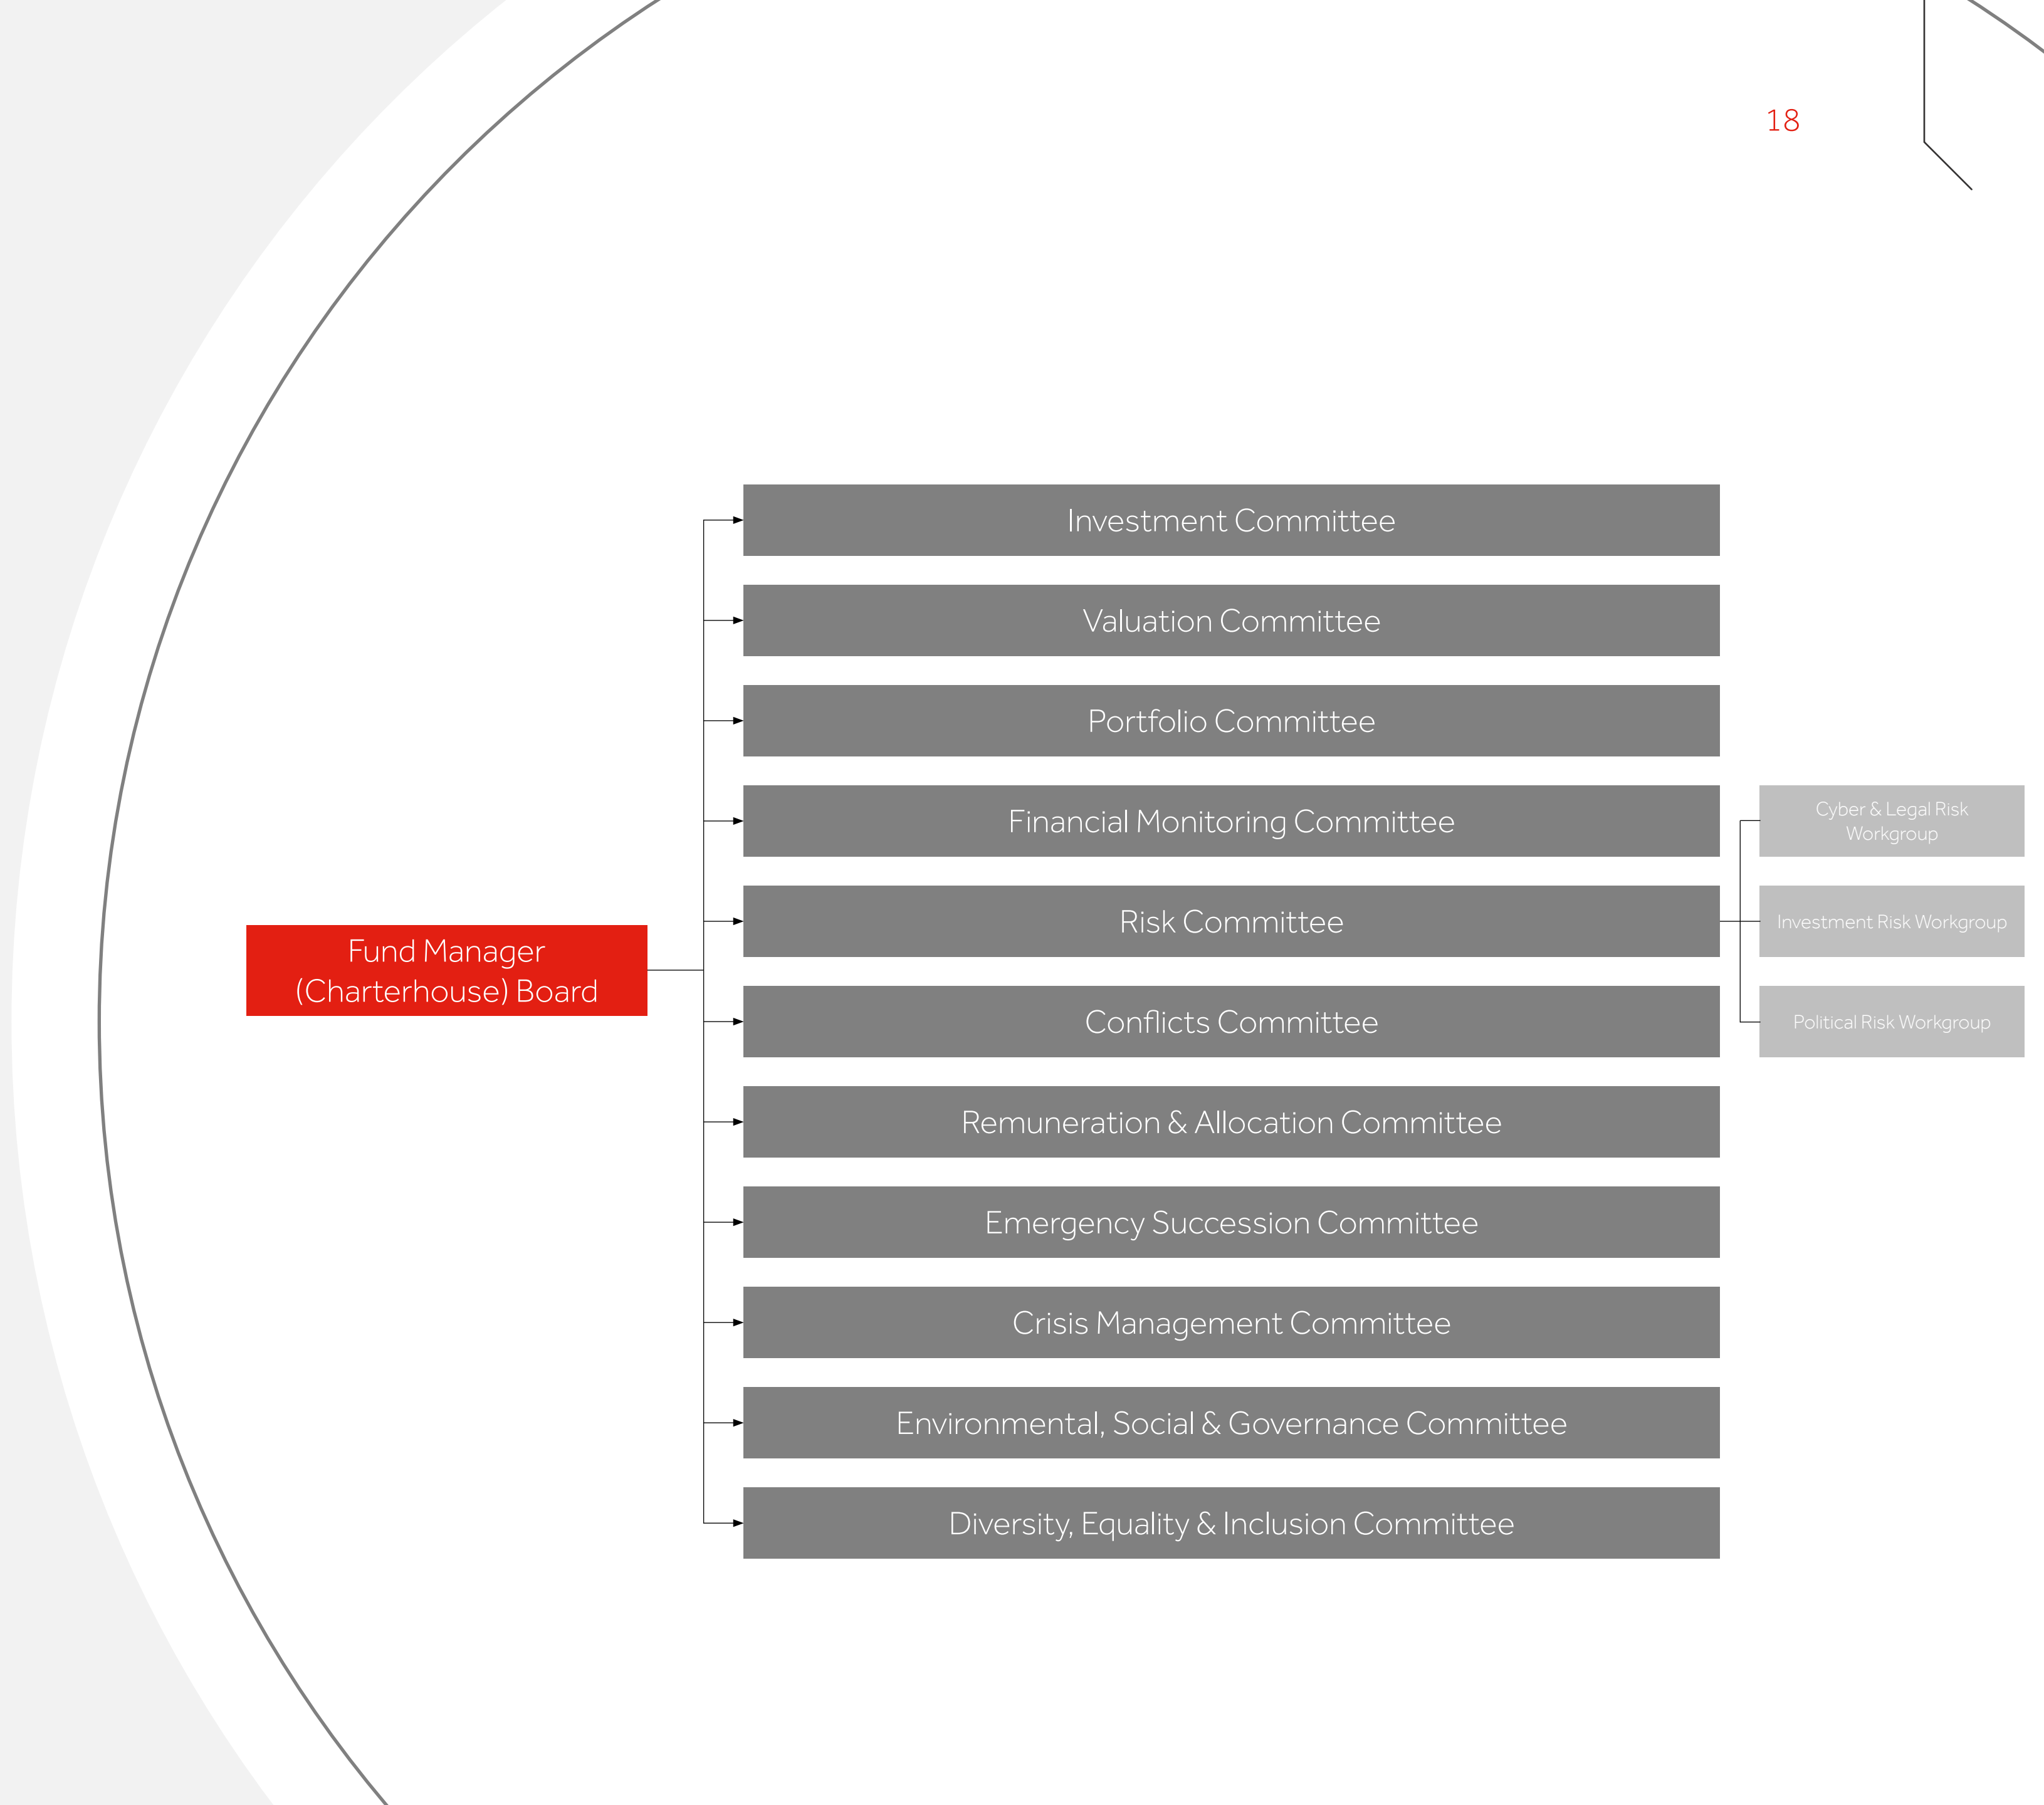 18
Investment Committee
Valuation Committee
Portfolio Committee
Financial Monitoring Committee
Cyber & Legal Risk
Workgroup
Risk Committee
Investment Risk Workgroup
Fund Manager
(Charterhouse) Board
Conflicts Committee
Political Risk Workgroup
Remuneration & Allocation Committee
Emergency Succession Committee
Crisis Management Committee
Environmental, Social & Governance Committee
Diversity, Equality & Inclusion Committee